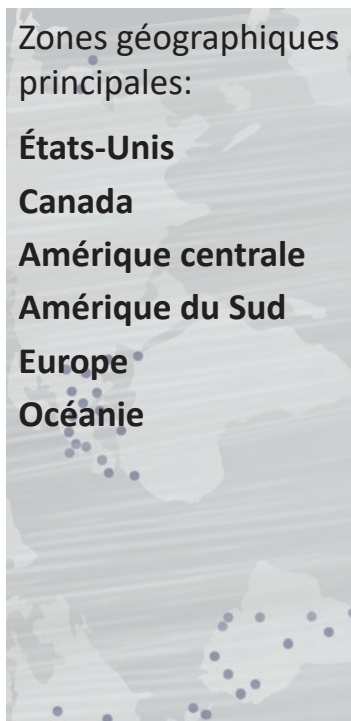 Zones géographiques
principales:
États-Unis
Canada
Amérique centrale
Amérique du Sud
Europe
Océanie